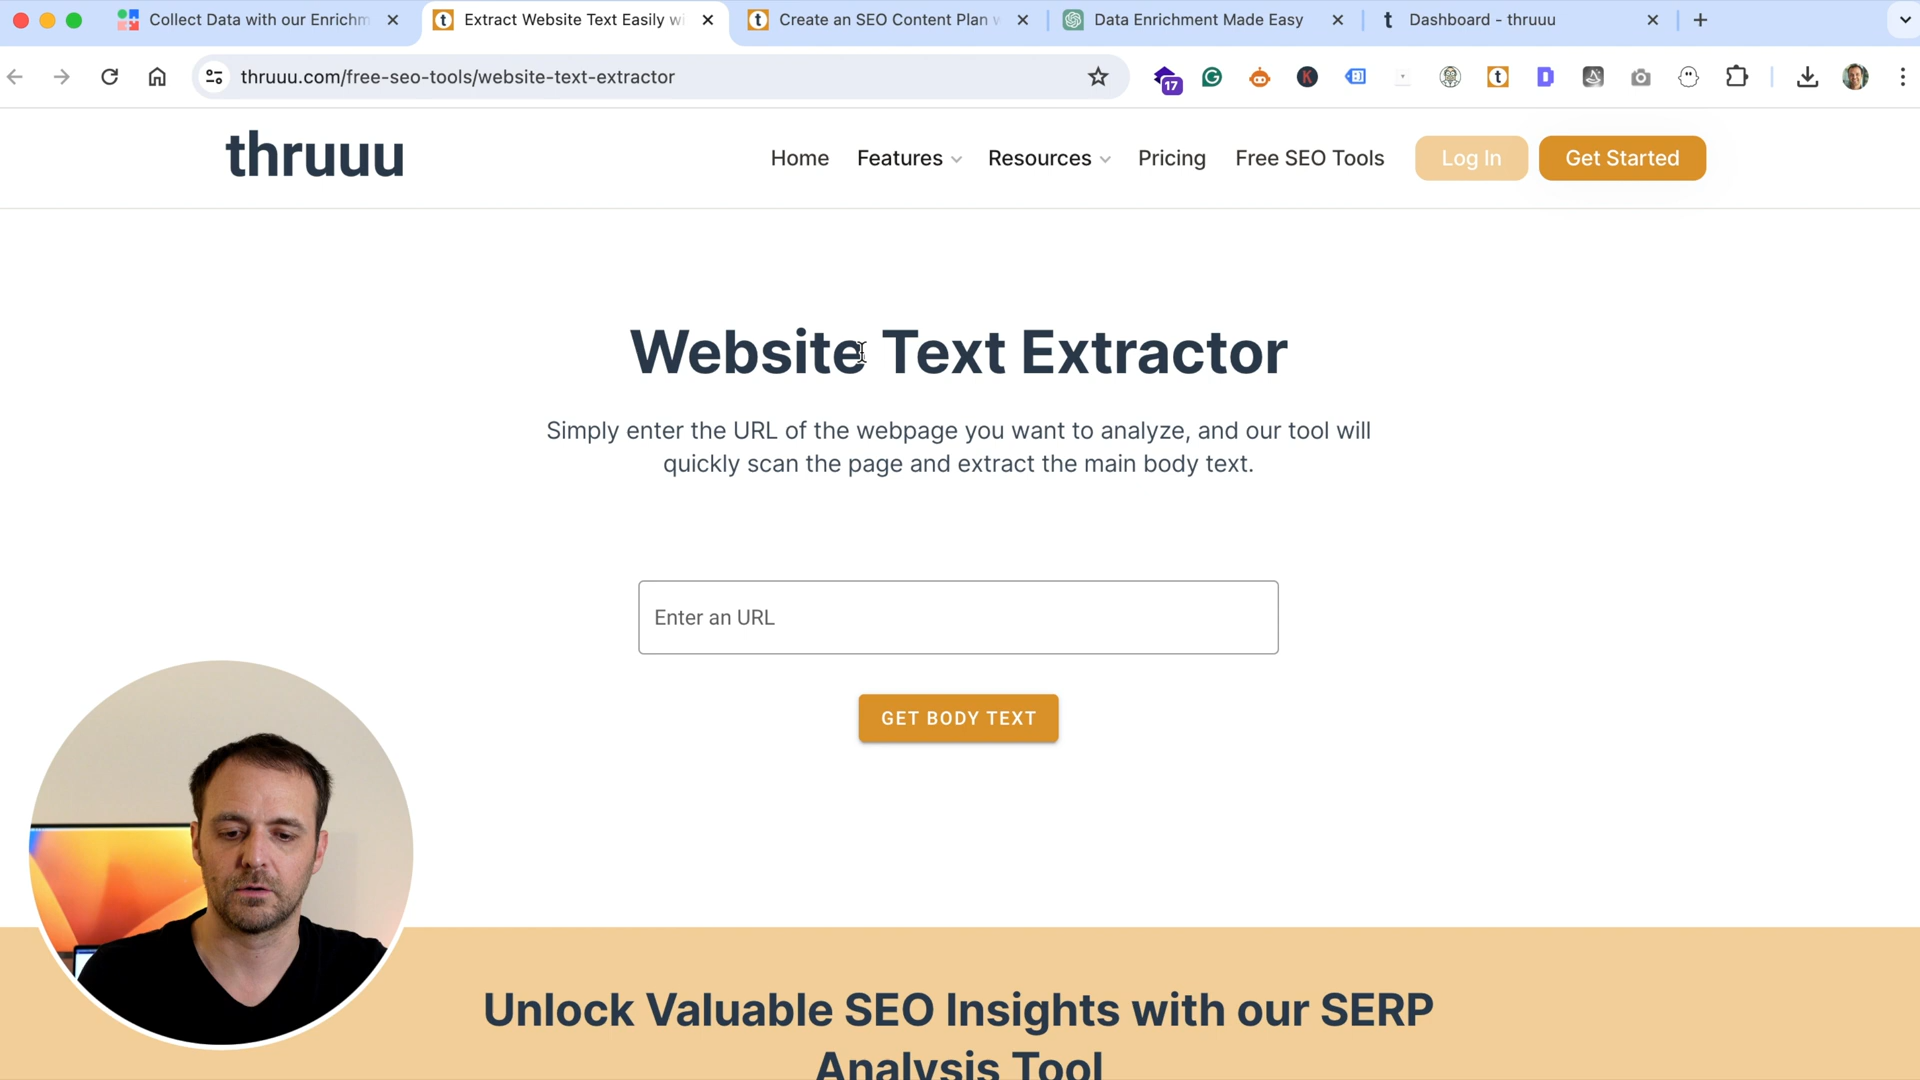 Collect Data with our Enrichm
Extract Website Text Easily wi
Create an SEO Content Plan w
Data Enrichment Made Easy
t Dashboard - thruuu
thruuu.com/free-seo-tools/website-text-extractor
17
thruuu
Home
Features
Resources
Pricing
Free SEO Tools
Log In
Get Started
Website Text Extractor
Simply enter the URL of the webpage you want to analyze, and our tool will
quickly scan the page and extract the main body text.
Enter an URL
GET BODY TEXT
Unlock Valuable SEO Insights with our SERP
Analysis Tool